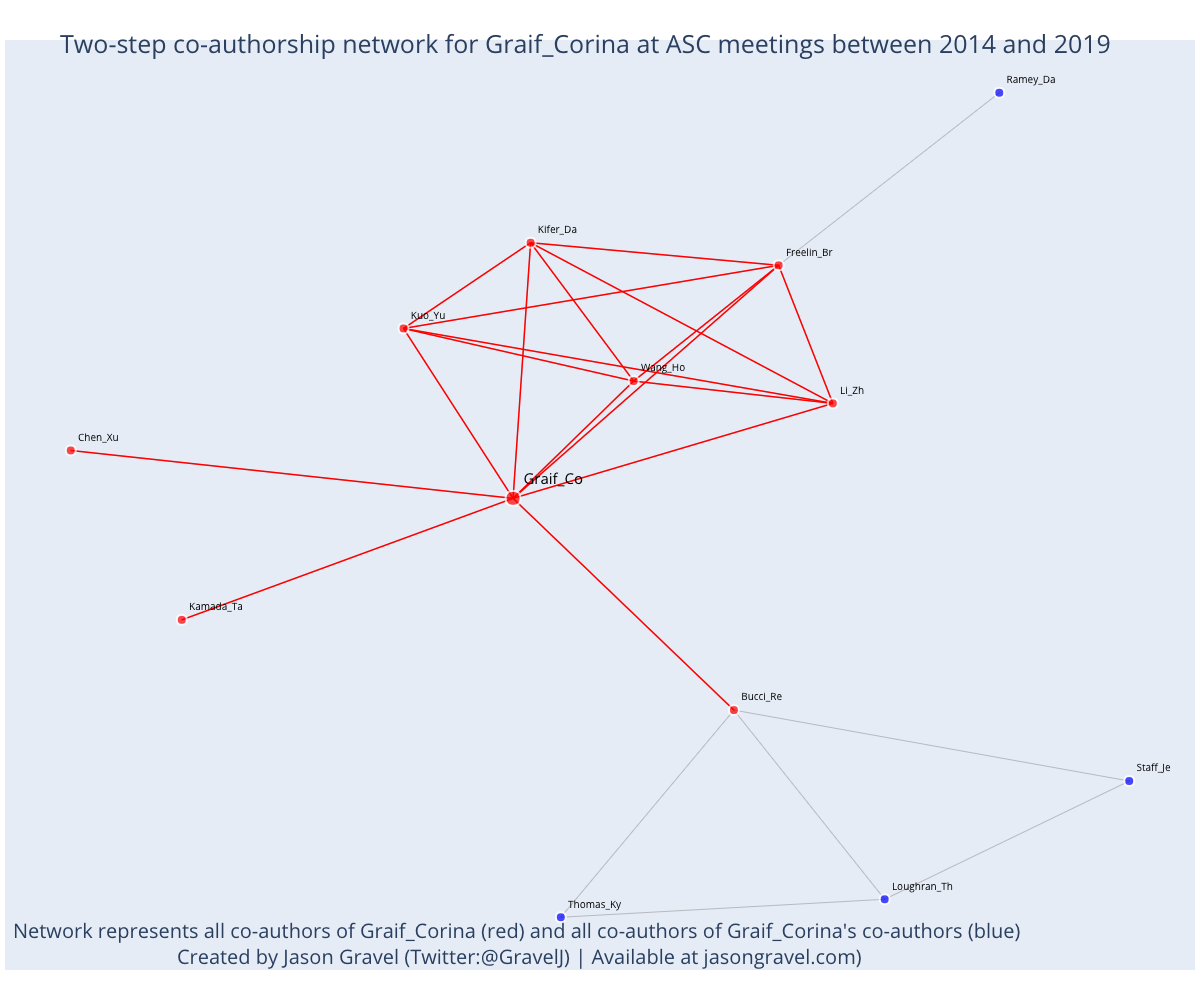 Two-step co-authorship network for Graif_Corina at ASC meetings between 2014 and 2019
Ramey_Da
Kifer_Da
Freelin_Br
Kuo_Yu
Wang_Ho
Li_Zh
Chen_Xu
Graif_Co
Kamada_Ta
Bucci_Re
Staff_Je
Loughran_Th
Thomas_Ky
Network represents all co-authors of Graif_Corina (red) and all co-authors of Graif_Corina's co-authors (blue)
Created by Jason Gravel (Twitter:@GravelJ) | Available at jasongravel.com)